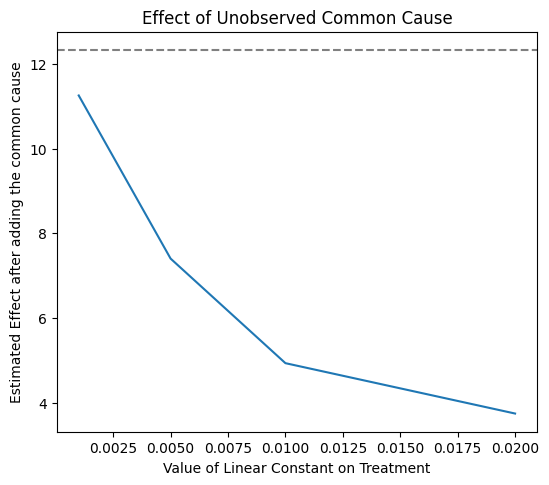 Effect of Unobserved Common Cause
Estimated Effect after adding the common cause
12
10
8
6
4
0.0025 0.0050 0.0075 0.0100 0.0125 0.0150 0.0175 0.0200
Value of Linear Constant on Treatment